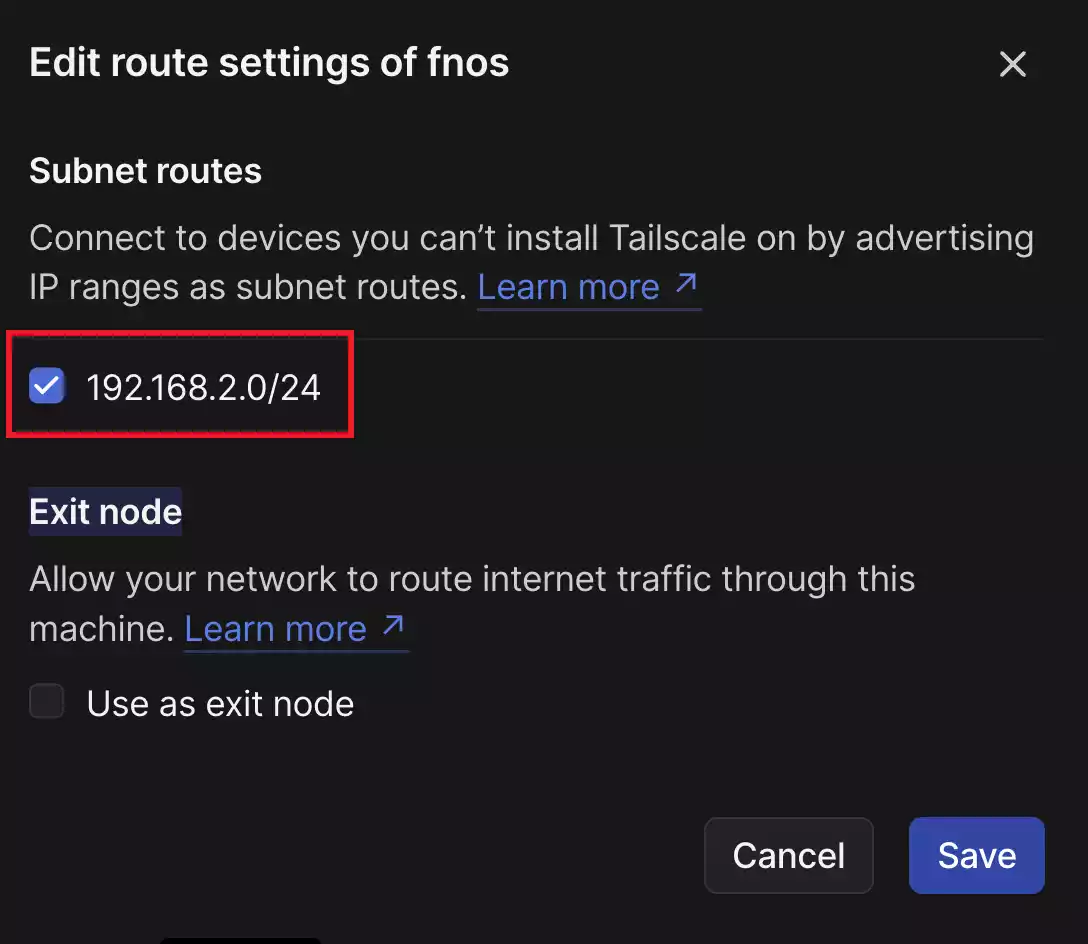 Edit route settings of fnos
Subnet routes
Connect to devices you can’t install Tailscale on by advertising
IP ranges as subnet routes. Learn more ↗
192.168.2.0/24
Exit node
Allow your network to route internet traffic through this
machine. Learn more ↗
Use as exit node
Cancel
Save